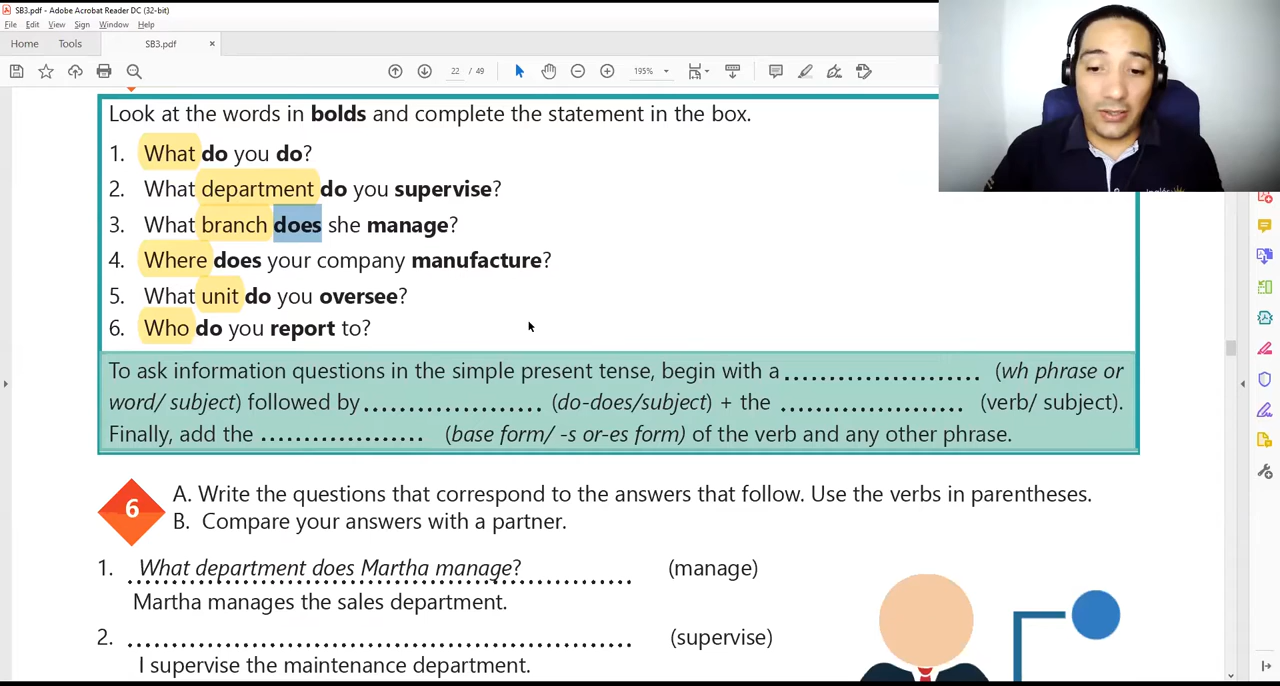 SB3.pdf - Adobe Acrobat Reader DC (32-bit)
File Edit View Sign Window Help
Home Tools SB3.pdf ×
22 / 49 195%
Look at the words in bolds and complete the statement in the box.
1. What do you do?
2. What department do you supervise?
3. What branch does she manage?
4. Where does your company manufacture?
5. What unit do you oversee?
6. Who do you report to?
To ask information questions in the simple present tense, begin with a ........................ (wh phrase or
word/ subject) followed by ...................... (do-does/subject) + the ...................... (verb/ subject).
Finally, add the .................... (base form/ -s or-es form) of the verb and any other phrase.
6
A. Write the questions that correspond to the answers that follow. Use the verbs in parentheses.
B. Compare your answers with a partner.
1. What department does Martha manage? (manage)
Martha manages the sales department.
2. ................................................................ (supervise)
I supervise the maintenance department.